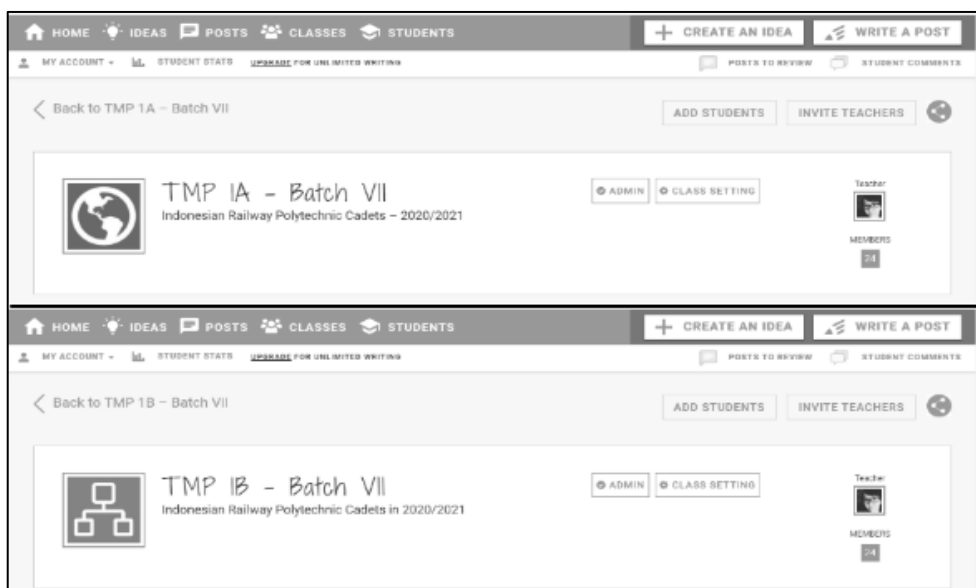 HOME IDEAS POSTS CLASSES STUDENTS CREATE AN IDEA WRITE A POST
MY ACCOUNT STUDENT STATS UPGRADE FOR UNLIMITED WRITING POSTS TO REVIEW STUDENT COMMENTS
Back to TMP 1A – Batch VII ADD STUDENTS INVITE TEACHERS
TMP 1A – Batch VII ADMIN CLASS SETTING Teacher
Indonesian Railway Polytechnic Cadets – 2020/2021
MEMBERS
24
HOME IDEAS POSTS CLASSES STUDENTS CREATE AN IDEA WRITE A POST
MY ACCOUNT STUDENT STATS UPGRADE FOR UNLIMITED WRITING POSTS TO REVIEW STUDENT COMMENTS
Back to TMP 1B – Batch VII ADD STUDENTS INVITE TEACHERS
TMP 1B – Batch VII ADMIN CLASS SETTING Teacher
Indonesian Railway Polytechnic Cadets in 2020/2021
MEMBERS
24